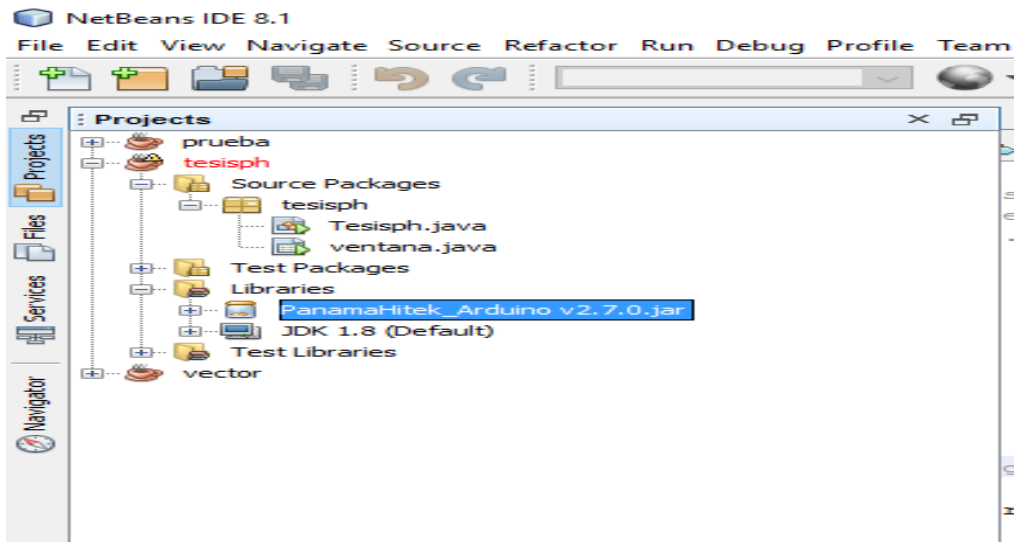 NetBeans IDE 8.1
File Edit View Navigate Source Refactor Run Debug Profile Team
Projects
Files
Services
Navigator
Projects
prueba
tesisph
Source Packages
tesisph
Tesisph.java
ventana.java
Test Packages
Libraries
PanamaHitek_Arduino v2.7.0.jar
JDK 1.8 (Default)
Test Libraries
vector